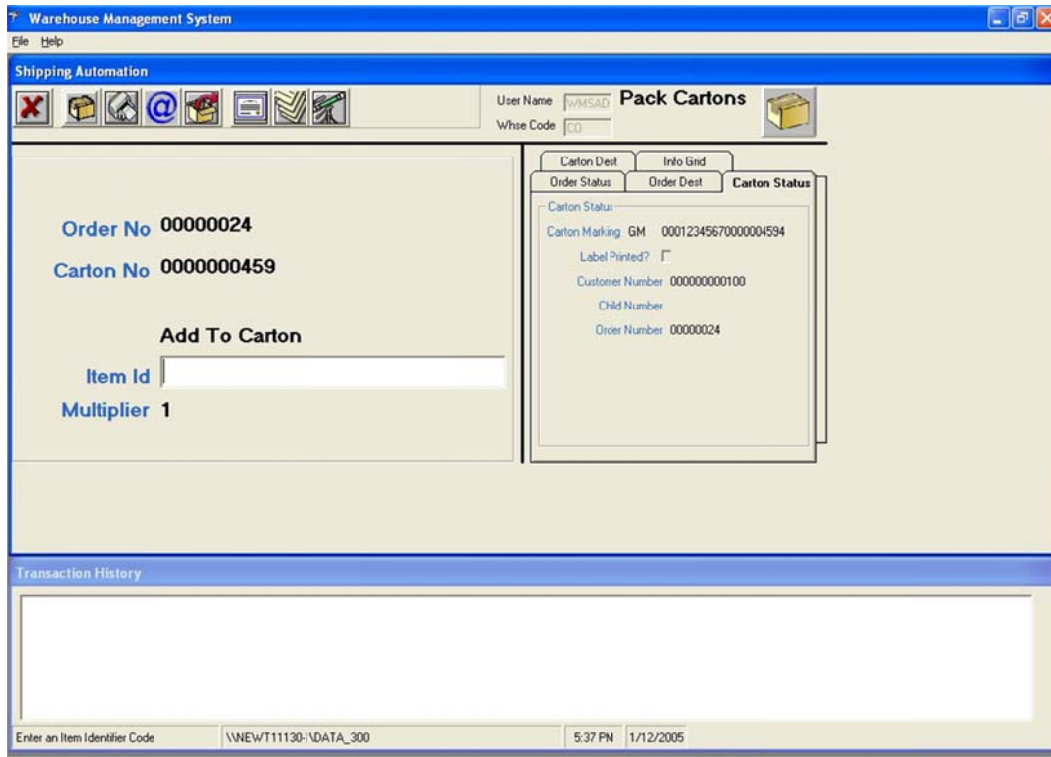 Warehouse Management System
File Help
Shipping Automation
User Name WMSAD Pack Cartons
Whse Code CO
Carton Dest Info Grid
Order Status Order Dest Carton Status
Order No 00000024
Carton No 0000000459
Add To Carton
Item Id
Multiplier 1
Carton Status
Carton Marking GM 00012345670000004594
Label Printed?
Customer Number 000000000100
Child Number
Order Number 00000024
Transaction History
Enter an Item Identifier Code \\NEWT11130-\\DATA_300 5:37 PM 1/12/2005